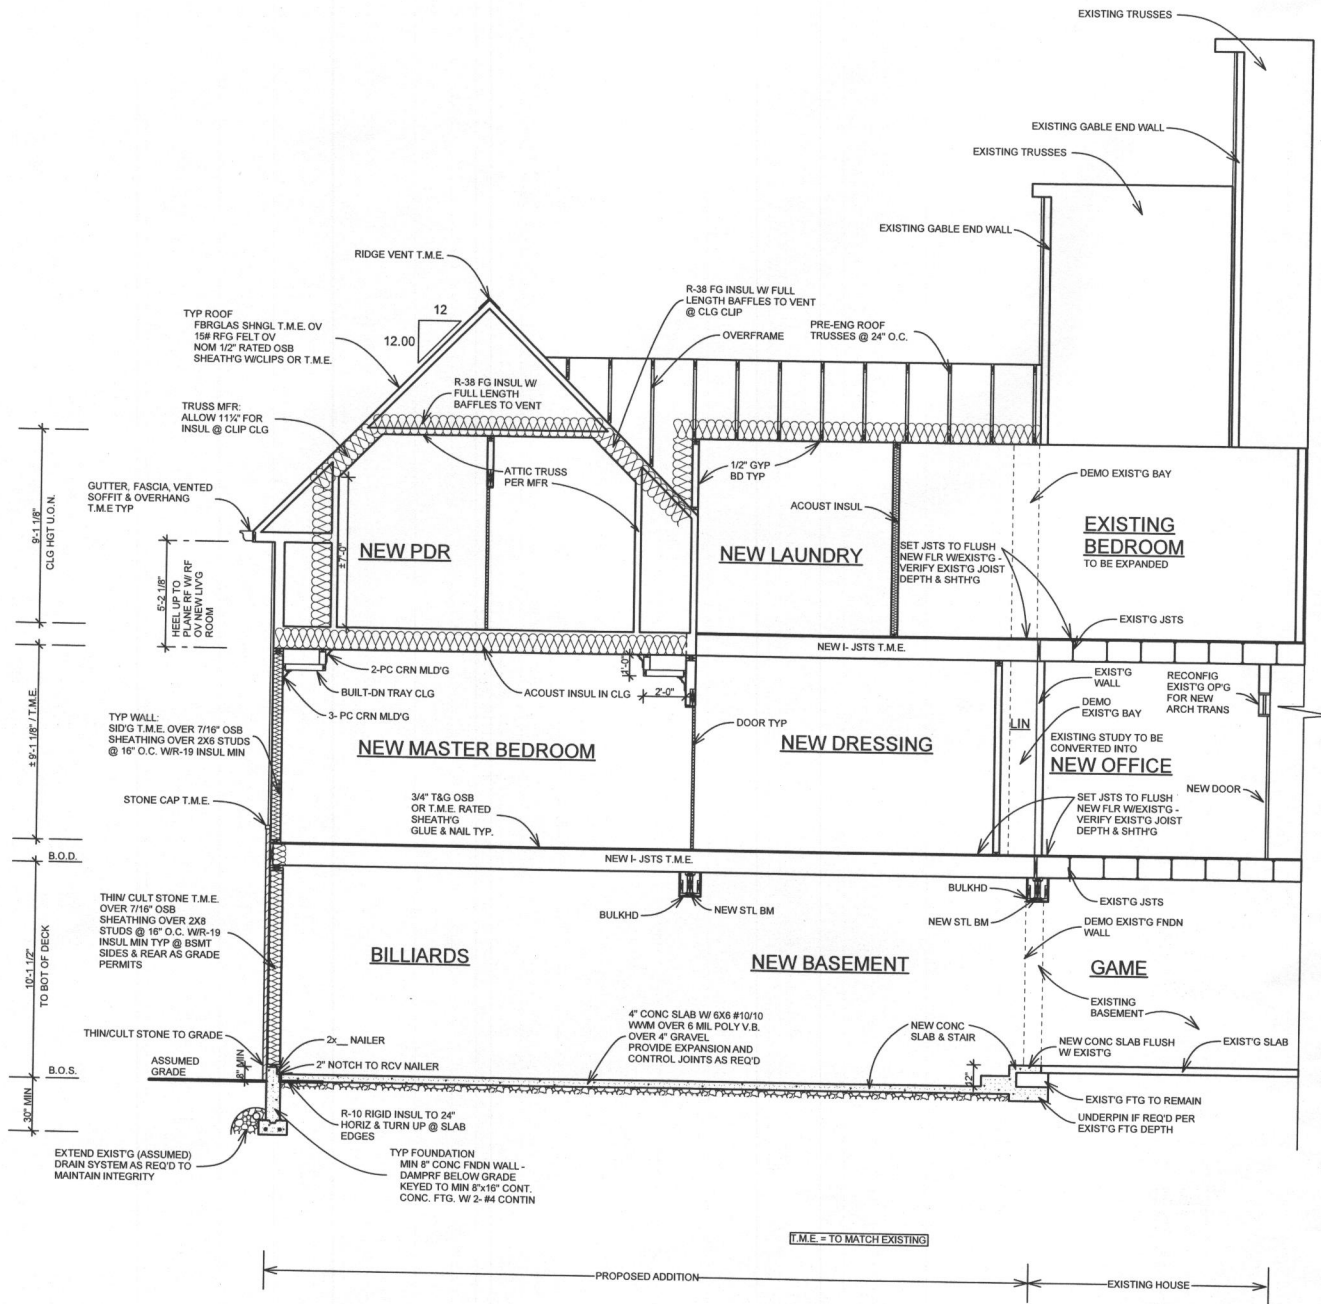 EXISTING TRUSSES
EXISTING GABLE END WALL
EXISTING TRUSSES
EXISTING GABLE END WALL
RIDGE VENT T.M.E.
R-38 FG INSUL W/ FULL
LENGTH BAFFLES TO VENT
@ CLG CLIP
TYP ROOF
FBRGLAS SHNGL T.M.E. OV
15# RFG FELT OV
NOM 1/2" RATED OSB
SHEATH'G W/CLIPS OR T.M.E.
12
12.00
OVERFRAME
PRE-ENG ROOF
TRUSSES @ 24" O.C.
R-38 FG INSUL W/
FULL LENGTH
BAFFLES TO VENT
TRUSS MFR:
ALLOW 11¼" FOR
INSUL @ CLIP CLG
ATTIC TRUSS
PER MFR
1/2" GYP
BD TYP
DEMO EXIST'G BAY
GUTTER, FASCIA, VENTED
SOFFIT & OVERHANG
T.M.E TYP
ACOUST INSUL
9'-1 1/8"
CLG HGT U.O.N.
5'-2 1/8"
HEEL UP TO
PLANE RF W/ RF
OV NEW LIV'G
ROOM
± 7'-0"
NEW PDR
NEW LAUNDRY
EXISTING
BEDROOM
TO BE EXPANDED
SET JSTS TO FLUSH
NEW FLR W/EXIST'G -
VERIFY EXIST'G JOIST
DEPTH & SHTH'G
EXIST'G JSTS
NEW I- JSTS T.M.E.
2-PC CRN MLD'G
BUILT-DN TRAY CLG
3- PC CRN MLD'G
ACOUST INSUL IN CLG
1'-0"
2'-0"
EXIST'G
WALL
RECONFIG
EXIST'G OP'G
FOR NEW
ARCH TRANS
DEMO
EXIST'G BAY
LIN
± 9'-1 1/8" / T.M.E.
TYP WALL:
SID'G T.M.E. OVER 7/16" OSB
SHEATHING OVER 2X6 STUDS
@ 16" O.C. W/R-19 INSUL MIN
DOOR TYP
NEW MASTER BEDROOM
NEW DRESSING
EXISTING STUDY TO BE
CONVERTED INTO
NEW OFFICE
STONE CAP T.M.E.
3/4" T&G OSB
OR T.M.E. RATED
SHEATH'G
GLUE & NAIL TYP.
SET JSTS TO FLUSH
NEW FLR W/EXIST'G -
VERIFY EXIST'G JOIST
DEPTH & SHTH'G
NEW DOOR
B.O.D.
NEW I- JSTS T.M.E.
BULKHD
NEW STL BM
BULKHD
NEW STL BM
EXIST'G JSTS
THIN/ CULT STONE T.M.E.
OVER 7/16" OSB
SHEATHING OVER 2X8
STUDS @ 16" O.C. W/R-19
INSUL MIN TYP @ BSMT
SIDES & REAR AS GRADE
PERMITS
10'-1 1/2"
TO BOT OF DECK
DEMO EXIST'G FNDN
WALL
BILLIARDS
NEW BASEMENT
GAME
EXISTING
BASEMENT
THIN/CULT STONE TO GRADE
2x__ NAILER
4" CONC SLAB W/ 6X6 #10/10
WWM OVER 6 MIL POLY V.B.
OVER 4" GRAVEL
PROVIDE EXPANSION AND
CONTROL JOINTS AS REQ'D
NEW CONC
SLAB & STAIR
NEW CONC SLAB FLUSH
W/ EXIST'G
EXIST'G SLAB
ASSUMED
GRADE
8" MIN
2" NOTCH TO RCV NAILER
12"
B.O.S.
30" MIN
R-10 RIGID INSUL TO 24"
HORIZ & TURN UP @ SLAB
EDGES
EXIST'G FTG TO REMAIN
UNDERPIN IF REQ'D PER
EXIST'G FTG DEPTH
EXTEND EXIST'G (ASSUMED)
DRAIN SYSTEM AS REQ'D TO
MAINTAIN INTEGRITY
TYP FOUNDATION
MIN 8" CONC FNDN WALL -
DAMPRF BELOW GRADE
KEYED TO MIN 8"x16" CONT.
CONC. FTG. W/ 2- #4 CONTIN
T.M.E. = TO MATCH EXISTING
PROPOSED ADDITION
EXISTING HOUSE